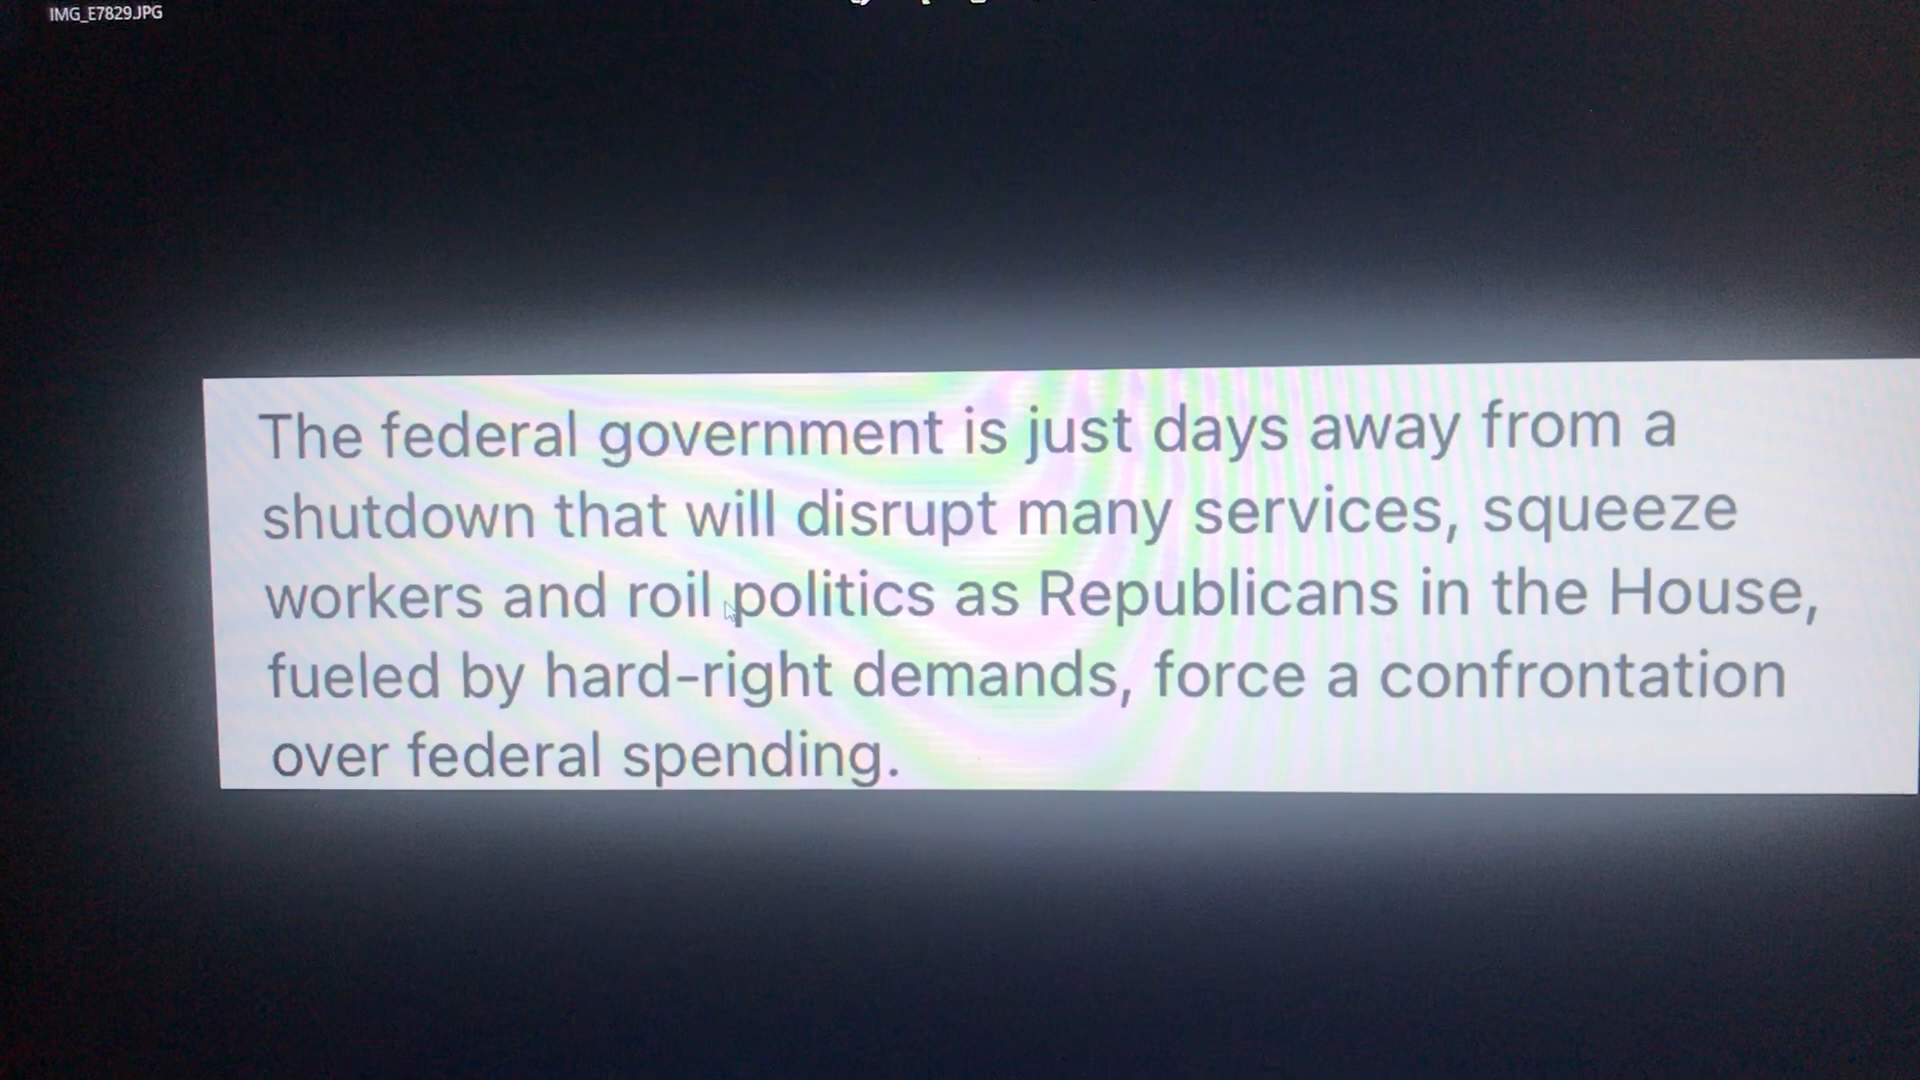 IMG_E7829.JPG
The federal government is just days away from a
shutdown that will disrupt many services, squeeze
workers and roil politics as Republicans in the House,
fueled by hard-right demands, force a confrontation
over federal spending.